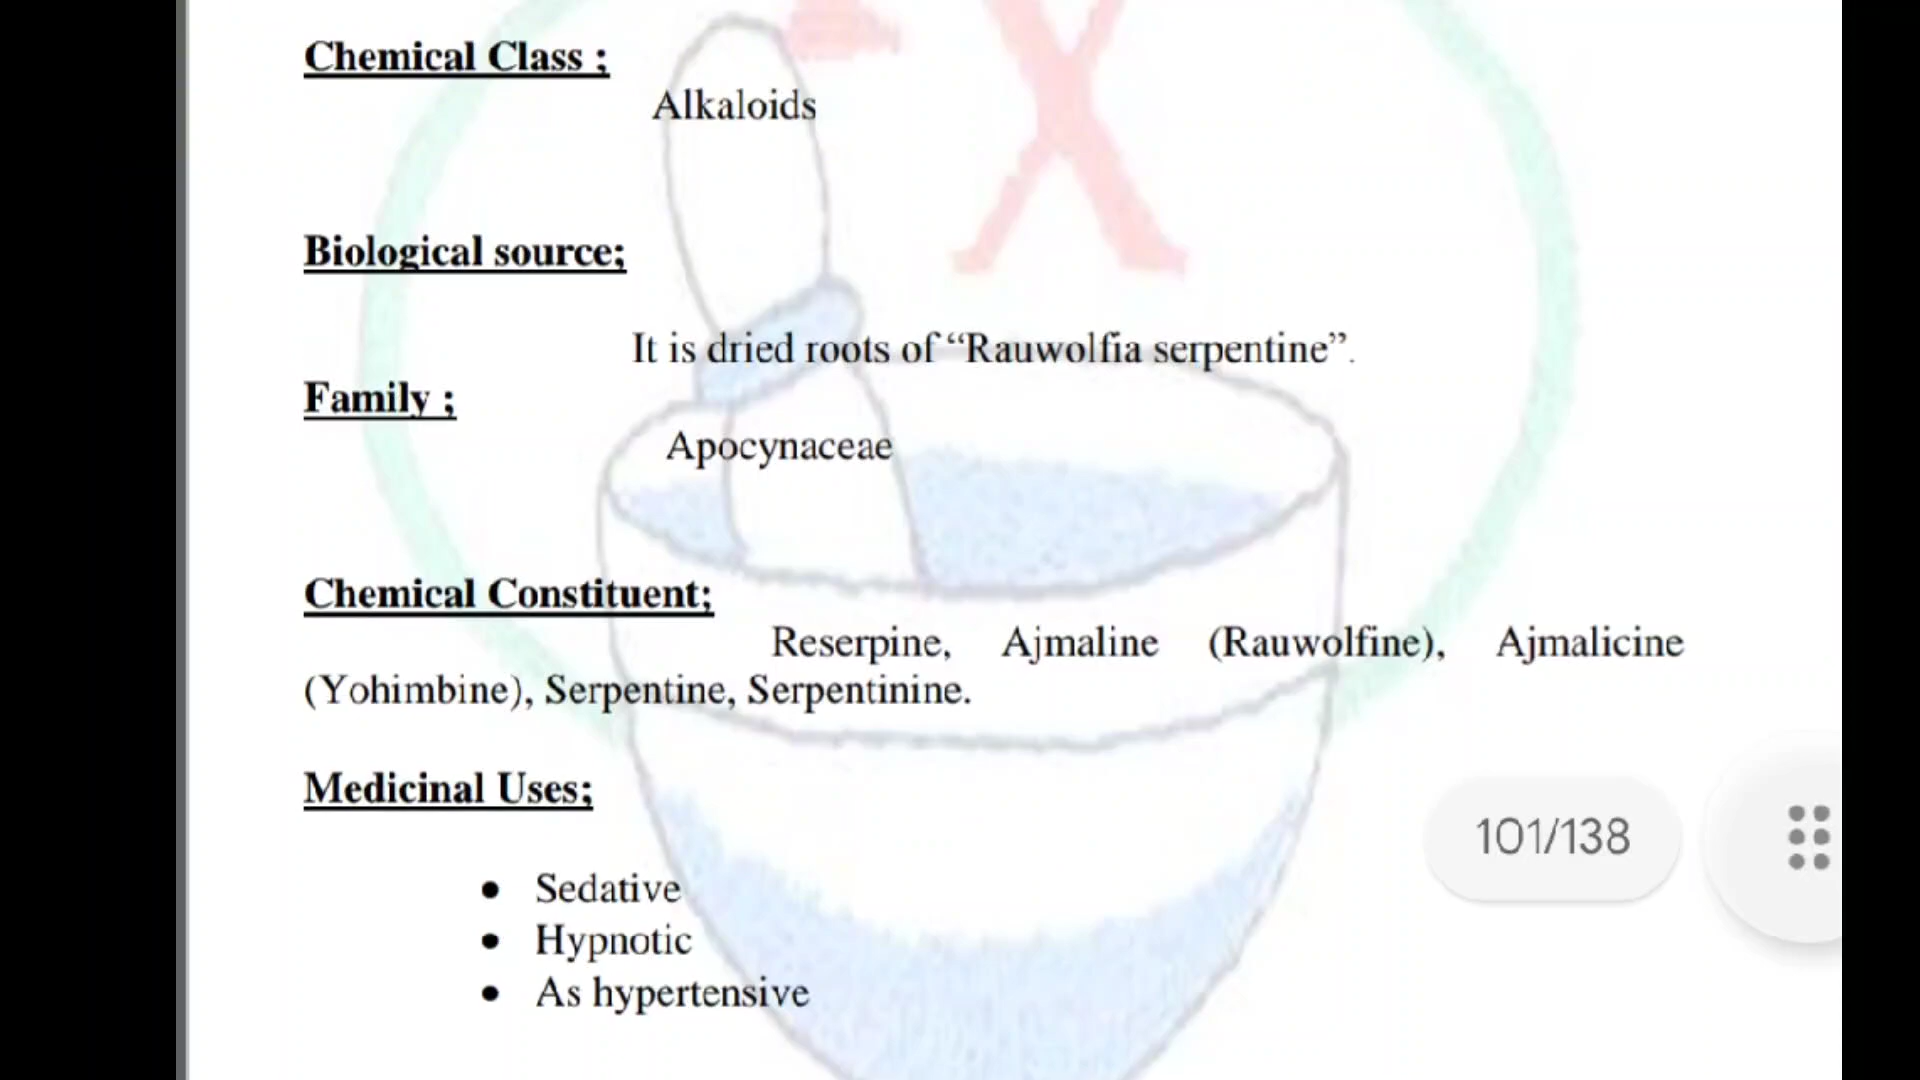 Chemical Class ;
Alkaloids
Biological source;
It is dried roots of “Rauwolfia serpentine”.
Family ;
Apocynaceae
Chemical Constituent;
Reserpine, Ajmaline (Rauwolfine), Ajmalicine
(Yohimbine), Serpentine, Serpentinine.
Medicinal Uses;
• Sedative
• Hypnotic
• As hypertensive
101/138